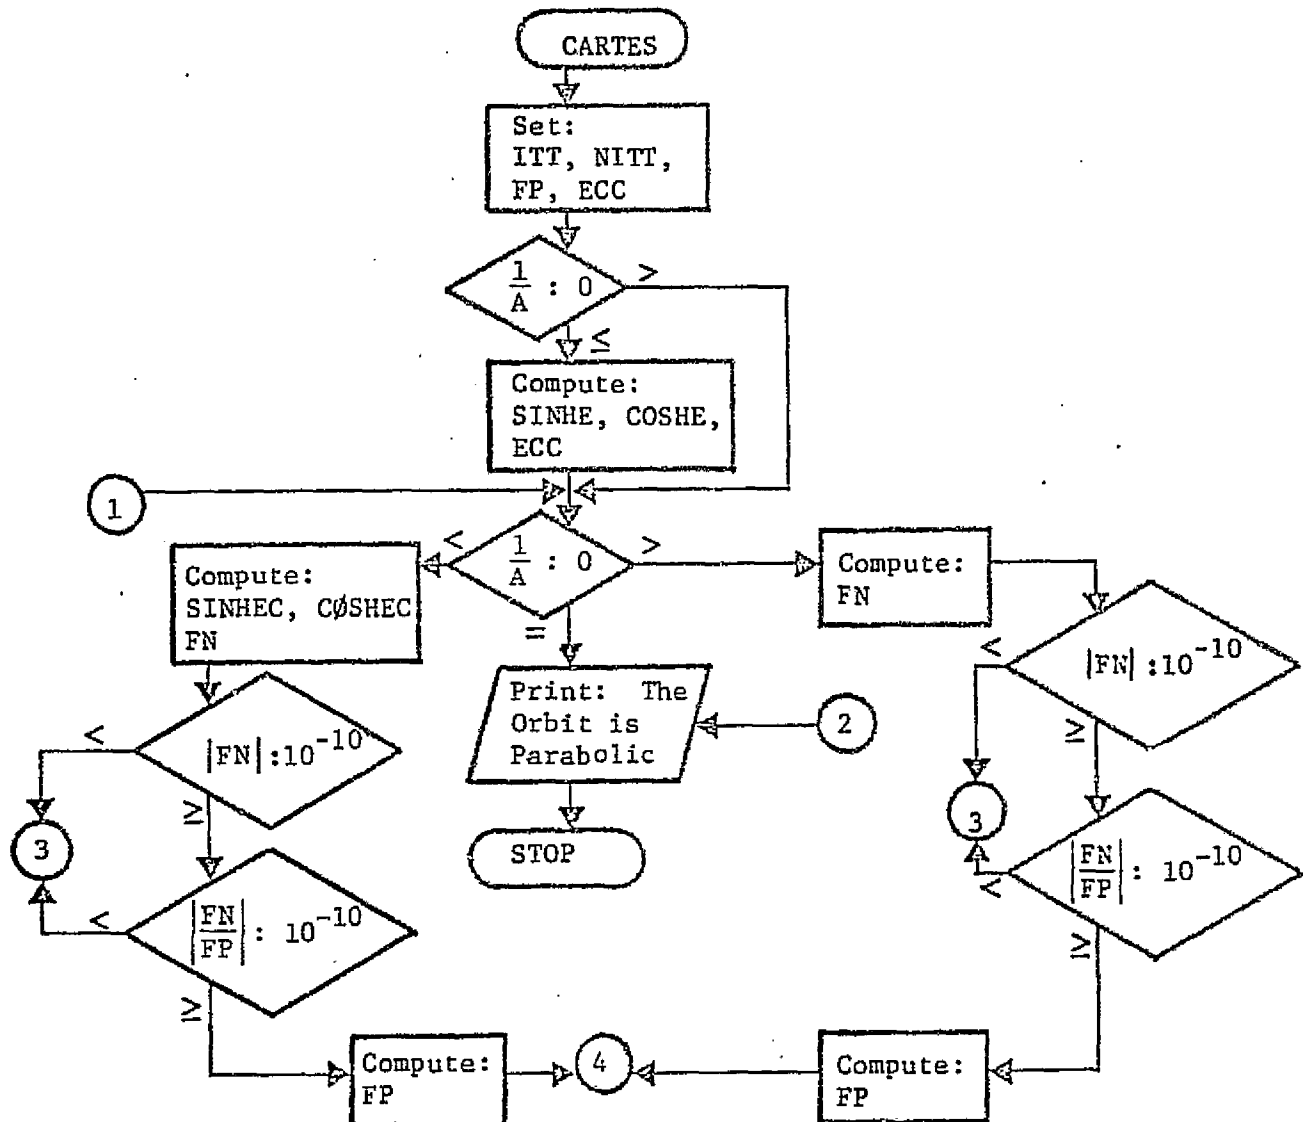 CARTES
Set:
ITT, NITT,
FP, ECC
1/A : 0
>
≤
Compute:
SINHE, COSHE,
ECC
1
<
1/A : 0
>
=
Compute:
SINHEC, CØSHEC
FN
Compute:
FN
|FN| :10^-10
<
≥
Print: The
Orbit is
Parabolic
2
|FN|:10^-10
<
≥
3
STOP
3
|FN/FP| : 10^-10
<
≥
|FN/FP| : 10^-10
<
≥
Compute:
FP
4
Compute:
FP